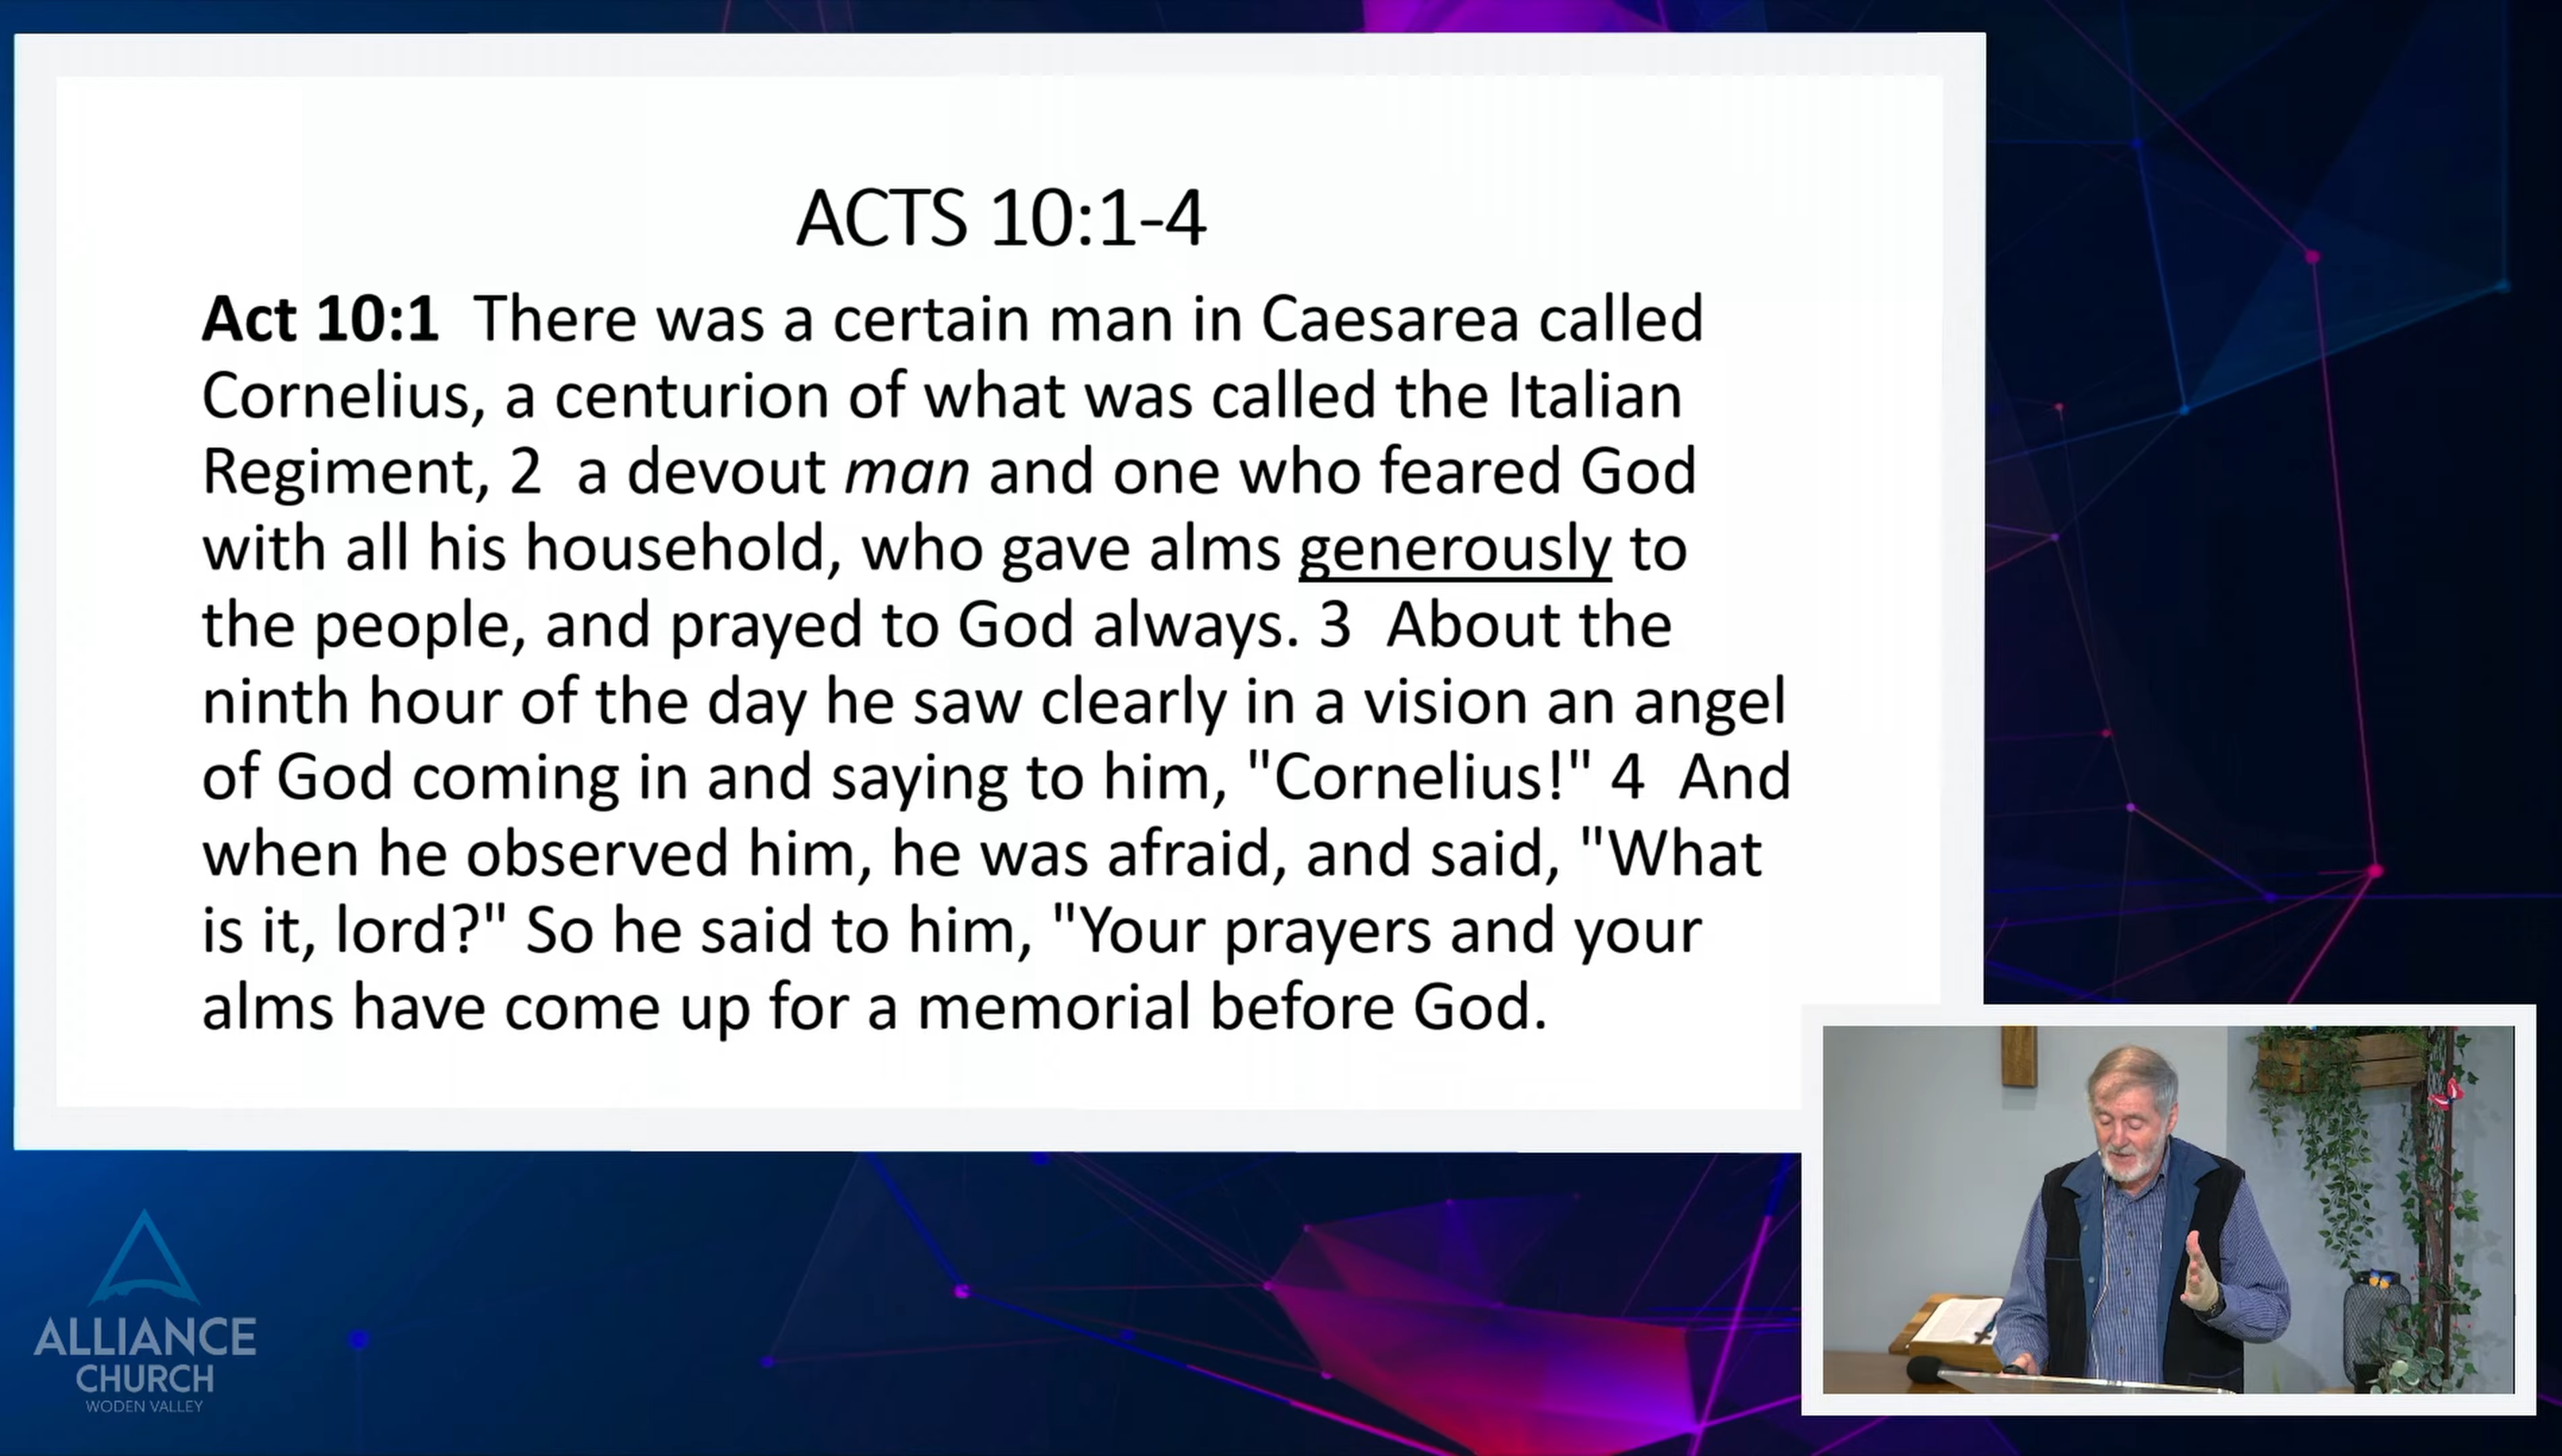 ACTS 10:1-4
Act 10:1 There was a certain man in Caesarea called
Cornelius, a centurion of what was called the Italian
Regiment, 2 a devout man and one who feared God
with all his household, who gave alms generously to
the people, and prayed to God always. 3 About the
ninth hour of the day he saw clearly in a vision an angel
of God coming in and saying to him, "Cornelius!" 4 And
when he observed him, he was afraid, and said, "What
is it, lord?" So he said to him, "Your prayers and your
alms have come up for a memorial before God.
ALLIANCE
CHURCH
WODEN VALLEY